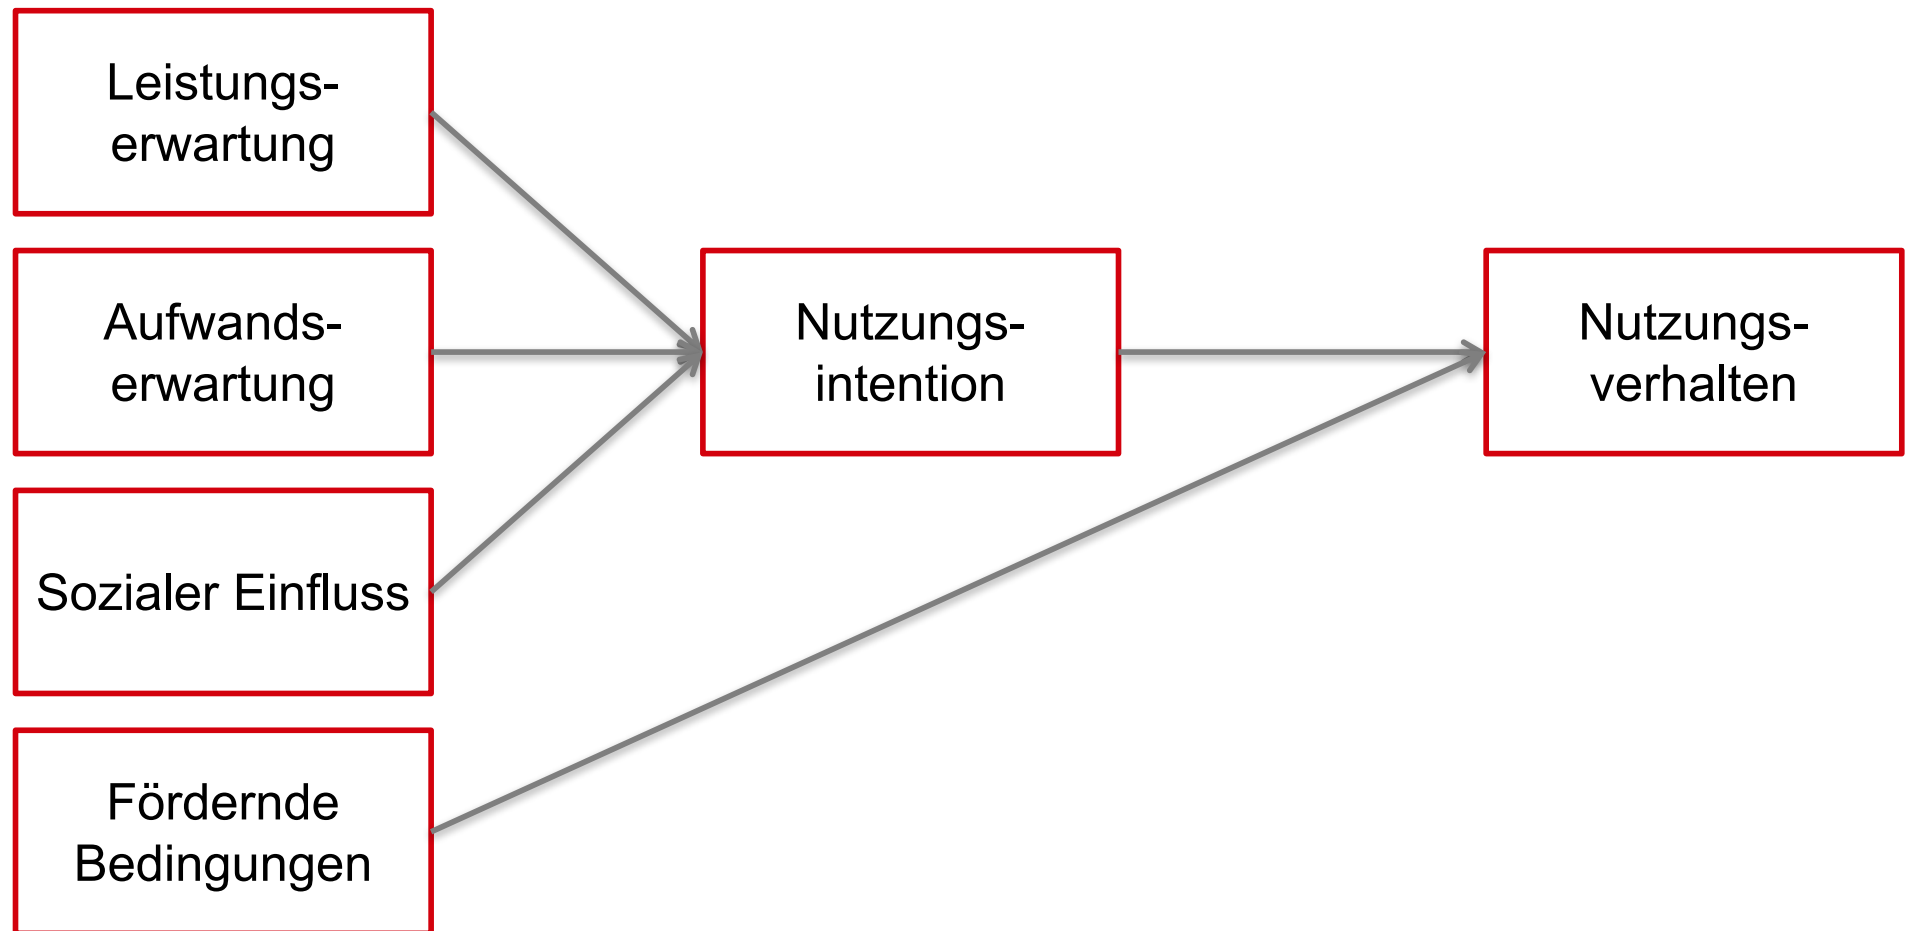 Leistungs-
erwartung
Aufwands-
erwartung
Sozialer Einfluss
Fördernde
Bedingungen
Nutzungs-
intention
Nutzungs-
verhalten